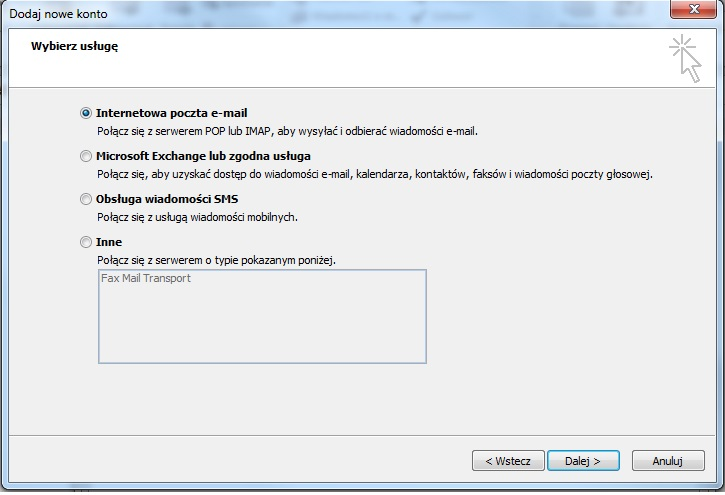 Dodaj nowe konto
Wybierz usługę
Internetowa poczta e-mail
Połącz się z serwerem POP lub IMAP, aby wysyłać i odbierać wiadomości e-mail.
Microsoft Exchange lub zgodna usługa
Połącz się, aby uzyskać dostęp do wiadomości e-mail, kalendarza, kontaktów, faksów i wiadomości poczty głosowej.
Obsługa wiadomości SMS
Połącz się z usługą wiadomości mobilnych.
Inne
Połącz się z serwerem o typie pokazanym poniżej.
Fax Mail Transport
< Wstecz
Dalej >
Anuluj